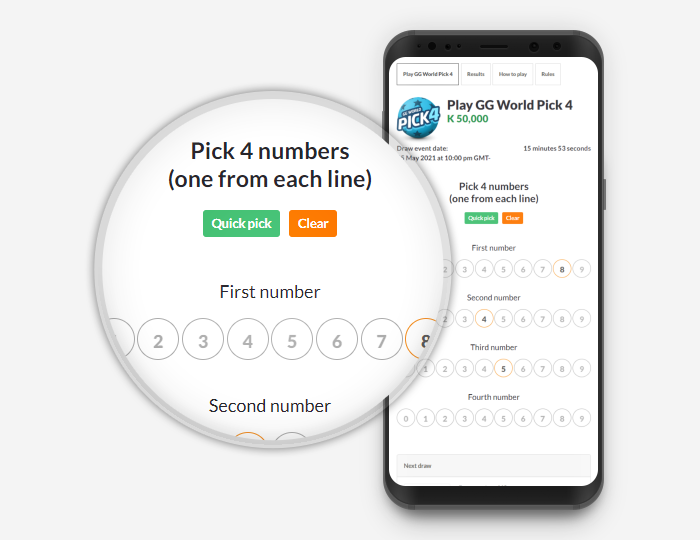 Play GG World Pick 4
Results
How to play
Rules
PICK4
Play GG World Pick 4
K 50,000
Draw event date:
15 minutes 53 seconds
May 2021 at 10:00 pm GMT-
Pick 4 numbers
(one from each line)
Quick pick
Clear
First number
2 3 4 5 6 7 8 9
Second number
2 3 4 5 6 7 8 9
Third number
1 2 3 4 5 6 7 8 9
Fourth number
0 1 2 3 4 5 6 7 8 9
Next draw
Pick 4 numbers
(one from each line)
Quick pick
Clear
First number
2 3 4 5 6 7 8
Second number